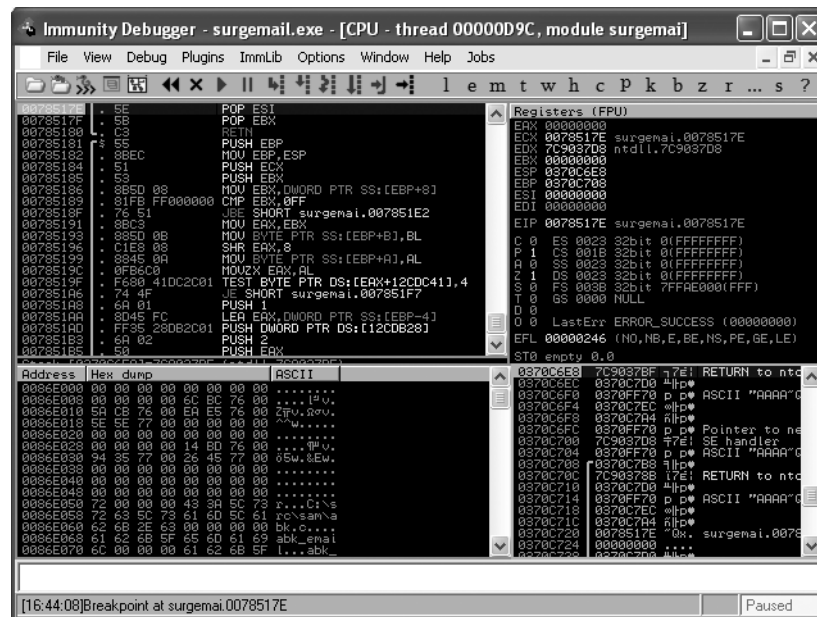 Immunity Debugger - surgemail.exe - [CPU - thread 00000D9C, module surgemai]
File View Debug Plugins ImmLib Options Window Help Jobs
l e m t w h c P k b z r ... s ?
0078517E . 5E POP ESI
0078517F . 5B POP EBX
00785180 . C3 RETN
00785181 $ 55 PUSH EBP
00785182 . 8BEC MOV EBP,ESP
00785184 . 51 PUSH ECX
00785185 . 53 PUSH EBX
00785186 . 8B5D 08 MOV EBX,DWORD PTR SS:[EBP+8]
00785189 . 81FB FF000000 CMP EBX,0FF
0078518F . 76 51 JBE SHORT surgemai.007851E2
00785191 . 8BC3 MOV EAX,EBX
00785193 . 885D 0B MOV BYTE PTR SS:[EBP+B],BL
00785196 . C1E8 08 SHR EAX,8
00785199 . 8845 0A MOV BYTE PTR SS:[EBP+A],AL
0078519C . 0FB6C0 MOVZX EAX,AL
0078519F . F680 41DC2C01 TEST BYTE PTR DS:[EAX+12CDC41],4
007851A6 . 74 4F JE SHORT surgemai.007851F7
007851A8 . 6A 01 PUSH 1
007851AA . 8D45 FC LEA EAX,DWORD PTR SS:[EBP-4]
007851AD . FF35 28DB2C01 PUSH DWORD PTR DS:[12CDB28]
007851B3 . 6A 02 PUSH 2
007851B5 . 50 PUSH EAX
Registers (FPU)
EAX 00000000
ECX 0078517E surgemai.0078517E
EDX 7C9037D8 ntdll.7C9037D8
EBX 00000000
ESP 0370C6E8
EBP 0370C708
ESI 00000000
EDI 00000000
EIP 0078517E surgemai.0078517E
C 0 ES 0023 32bit 0(FFFFFFFF)
P 1 CS 001B 32bit 0(FFFFFFFF)
A 0 SS 0023 32bit 0(FFFFFFFF)
Z 1 DS 0023 32bit 0(FFFFFFFF)
S 0 FS 003B 32bit 7FFAE000(FFF)
T 0 GS 0000 NULL
D 0
O 0 LastErr ERROR_SUCCESS (00000000)
EFL 00000246 (NO,NB,E,BE,NS,PE,GE,LE)
ST0 empty 0.0
Address Hex dump ASCII
0086E000 00 00 00 00 00 00 00 00 ........
0086E008 00 00 00 00 6C BC 76 00
0086E010 5A CB 76 00 EA E5 76 00
0086E018 5E 5E 77 00 00 00 00 00 ^^w.....
0086E020 00 00 00 00 00 00 00 00 ........
0086E028 00 00 00 00 14 BD 76 00
0086E030 94 35 77 00 26 45 77 00 ö5w.&Ew.
0086E038 00 00 00 00 00 00 00 00 ........
0086E040 00 00 00 00 00 00 00 00 ........
0086E048 00 00 00 00 00 00 00 00 ........
0086E050 72 00 00 00 43 3A 5C 73 r...C:\s
0086E058 72 63 5C 73 61 6D 5C 61 rc\sam\a
0086E060 62 6B 2E 63 00 00 00 00 bk.c....
0086E068 61 62 6B 5F 65 6D 61 69 abk_emai
0086E070 6C 00 00 00 61 62 6B 5F l...abk_
0370C6E8 7C9037BF RETURN to ntd
0370C6EC 0370C7D0
0370C6F0 0370FF70 ASCII "AAAA"
0370C6F4 0370C7EC
0370C6F8 0370C7A4
0370C6FC 0370FF70 Pointer to ne
0370C700 7C9037D8 SE handler
0370C704 0370FF70 ASCII "AAAA"
0370C708 0370C7B8
0370C70C 7C90378B RETURN to ntd
0370C710 0370C7D0
0370C714 0370FF70 ASCII "AAAA"
0370C718 0370C7EC
0370C71C 0370C7A4
0370C720 0078517E ~Qx. surgemai.0078
0370C724 00000000 ....
[16:44:08]Breakpoint at surgemai.0078517E
Paused